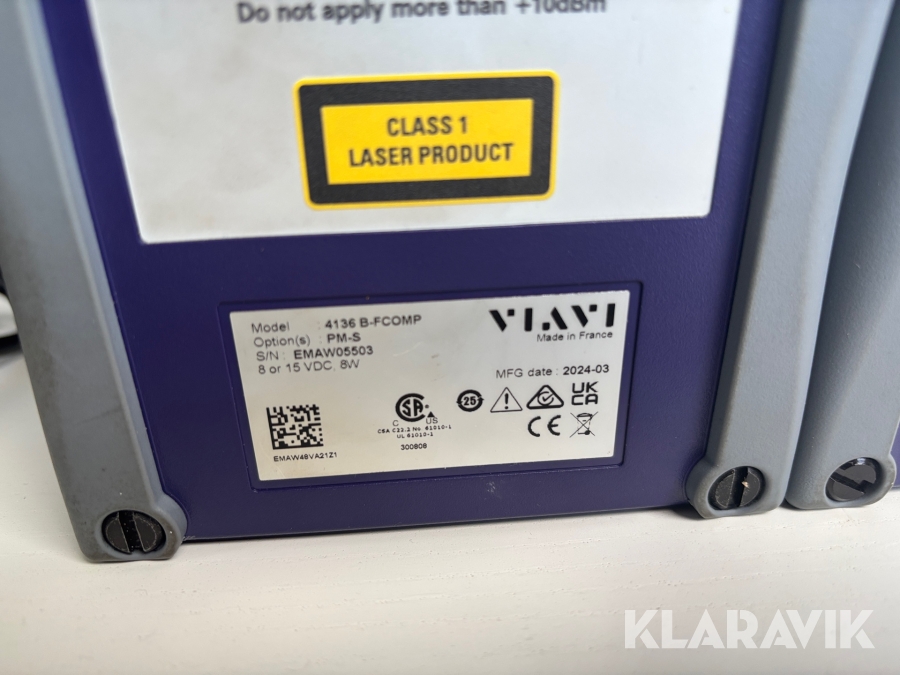 Do not apply more than +10dBm
CLASS 1
LASER PRODUCT
Model : 4136 B-FCOMP
Option(s) : PM-S
S/N : EMAW05503
8 or 15 VDC, 8W
VIAVI
Made in France
MFG date : 2024-03
25
UK
CA
C US
CSA C22.2 No. 61010-1
UL 61010-1
300808
CE
EMAW48VA21Z1
KLARAVIK